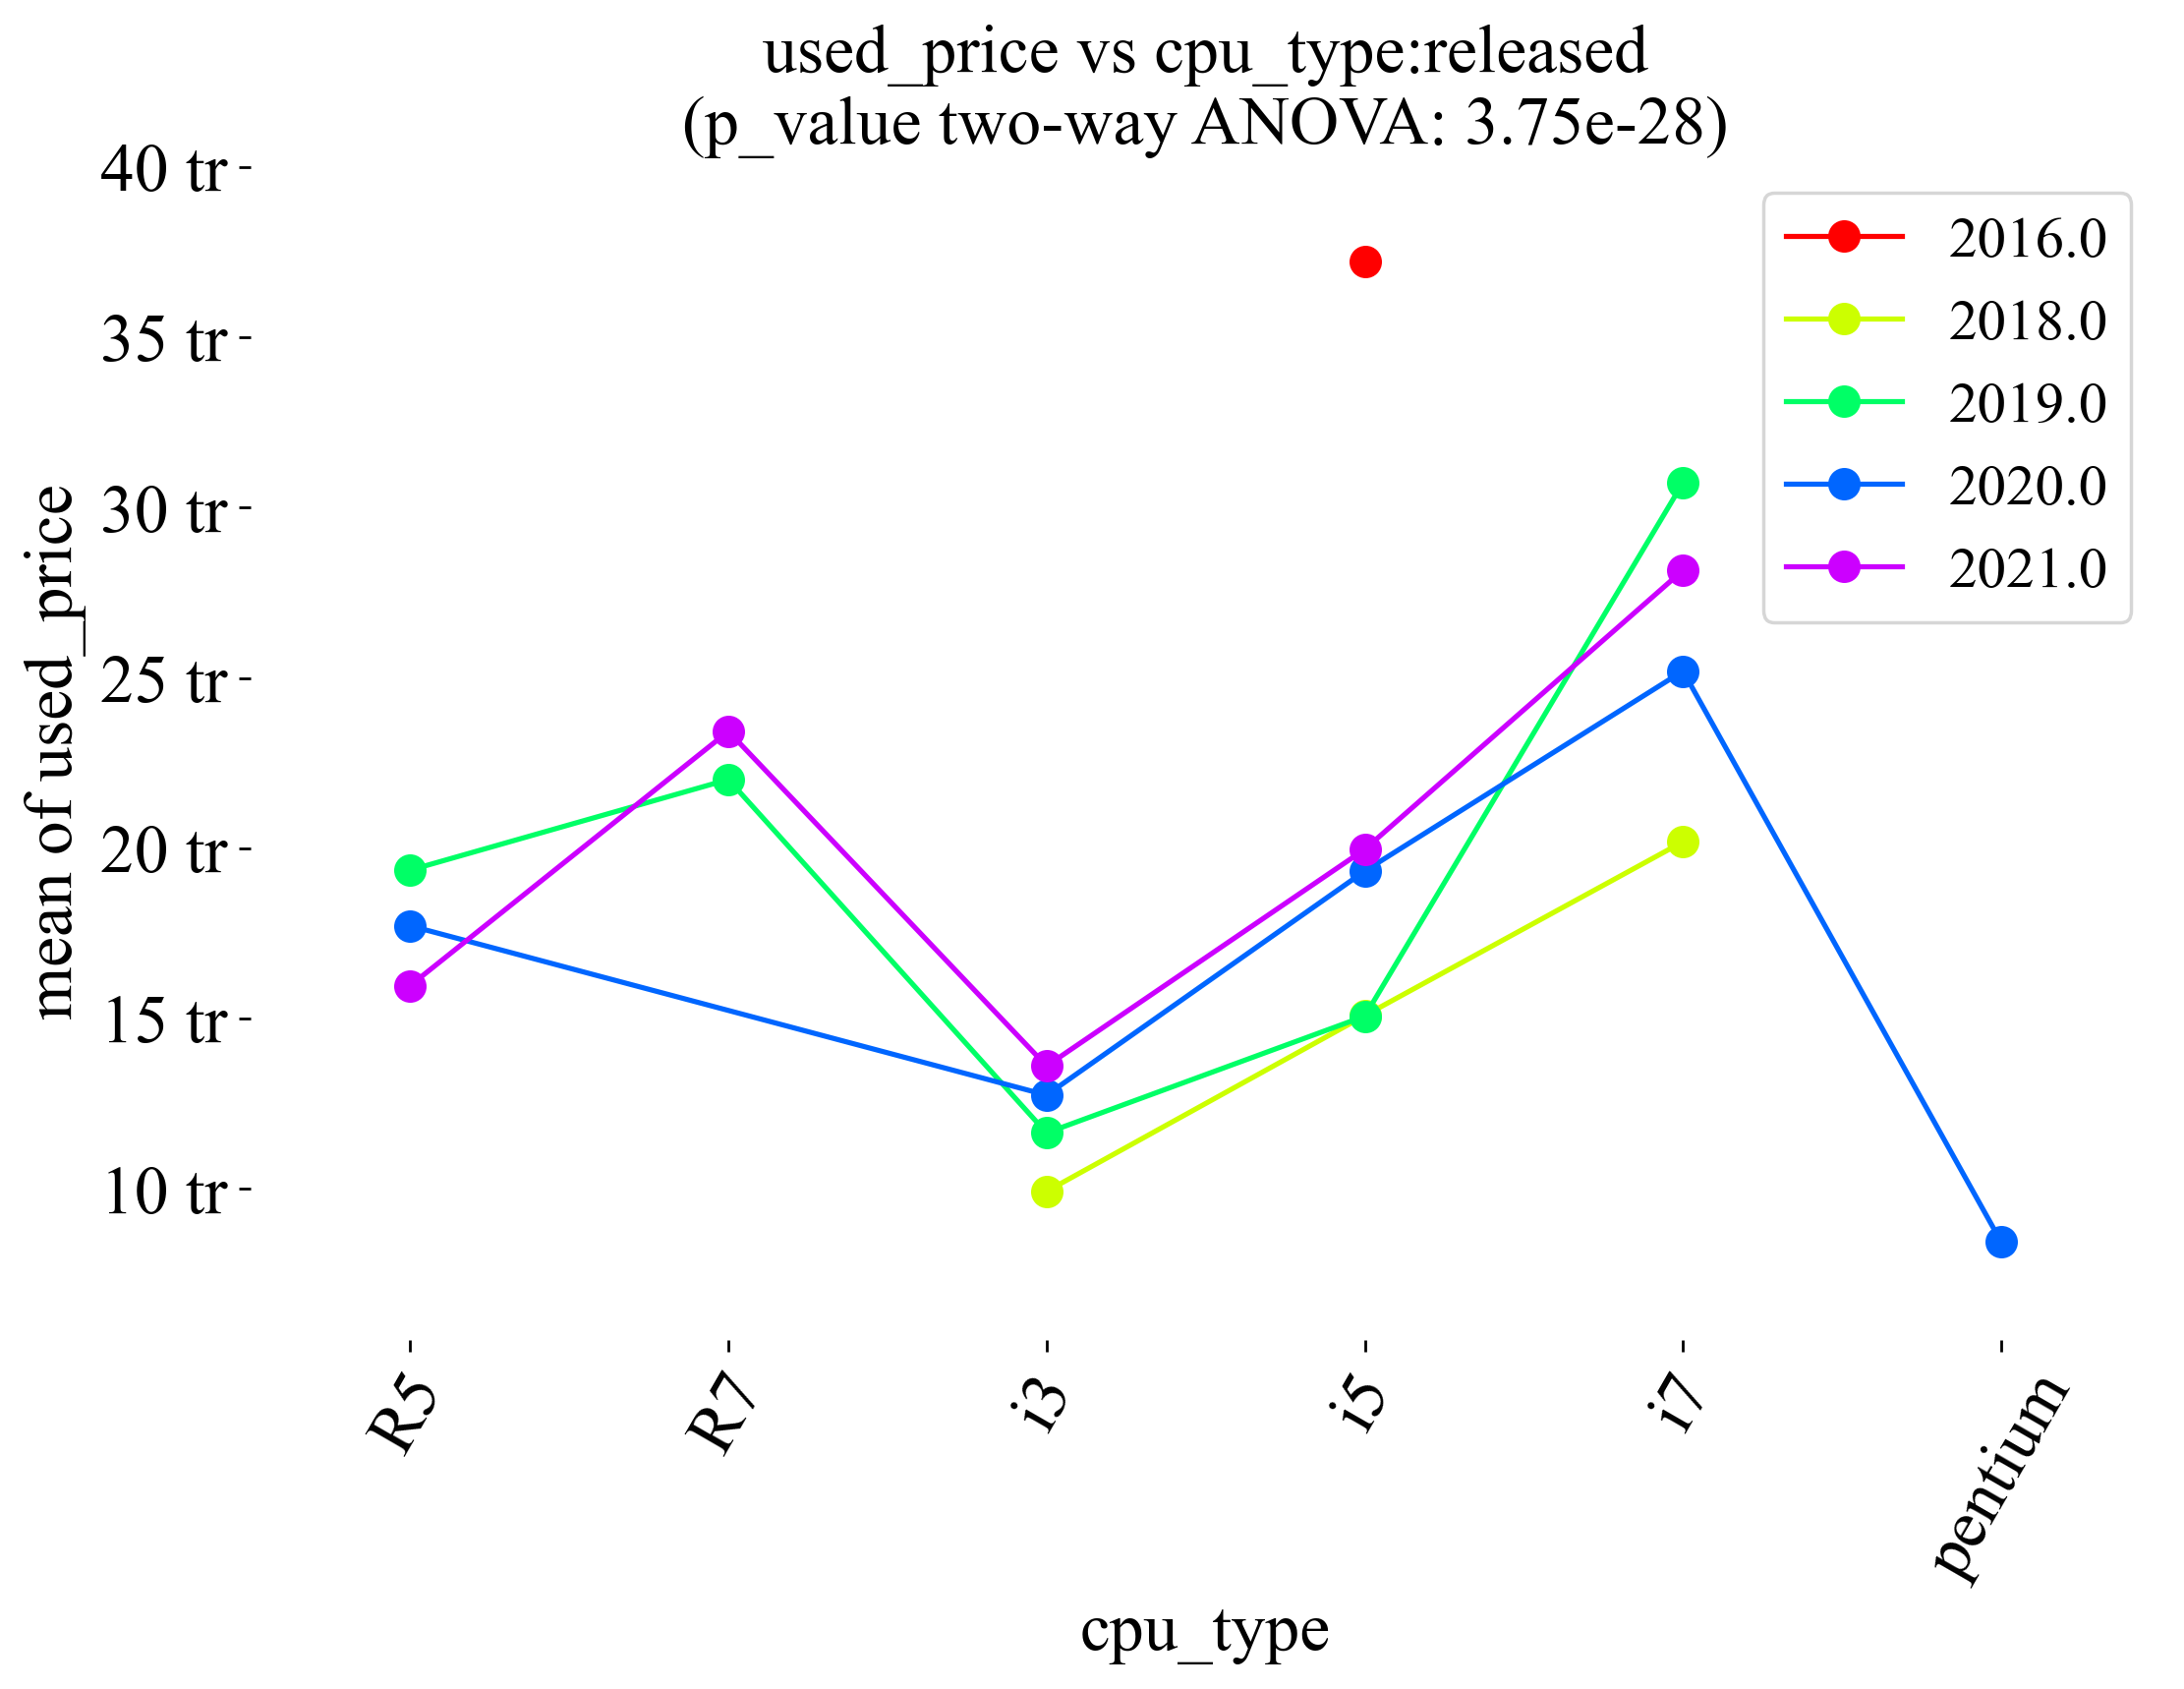 used_price vs cpu_type:released
(p_value two-way ANOVA: 3.75e-28)
mean of used_price
40 tr
35 tr
30 tr
25 tr
20 tr
15 tr
10 tr
2016.0
2018.0
2019.0
2020.0
2021.0
R5
R7
i3
i5
i7
pentium
cpu_type